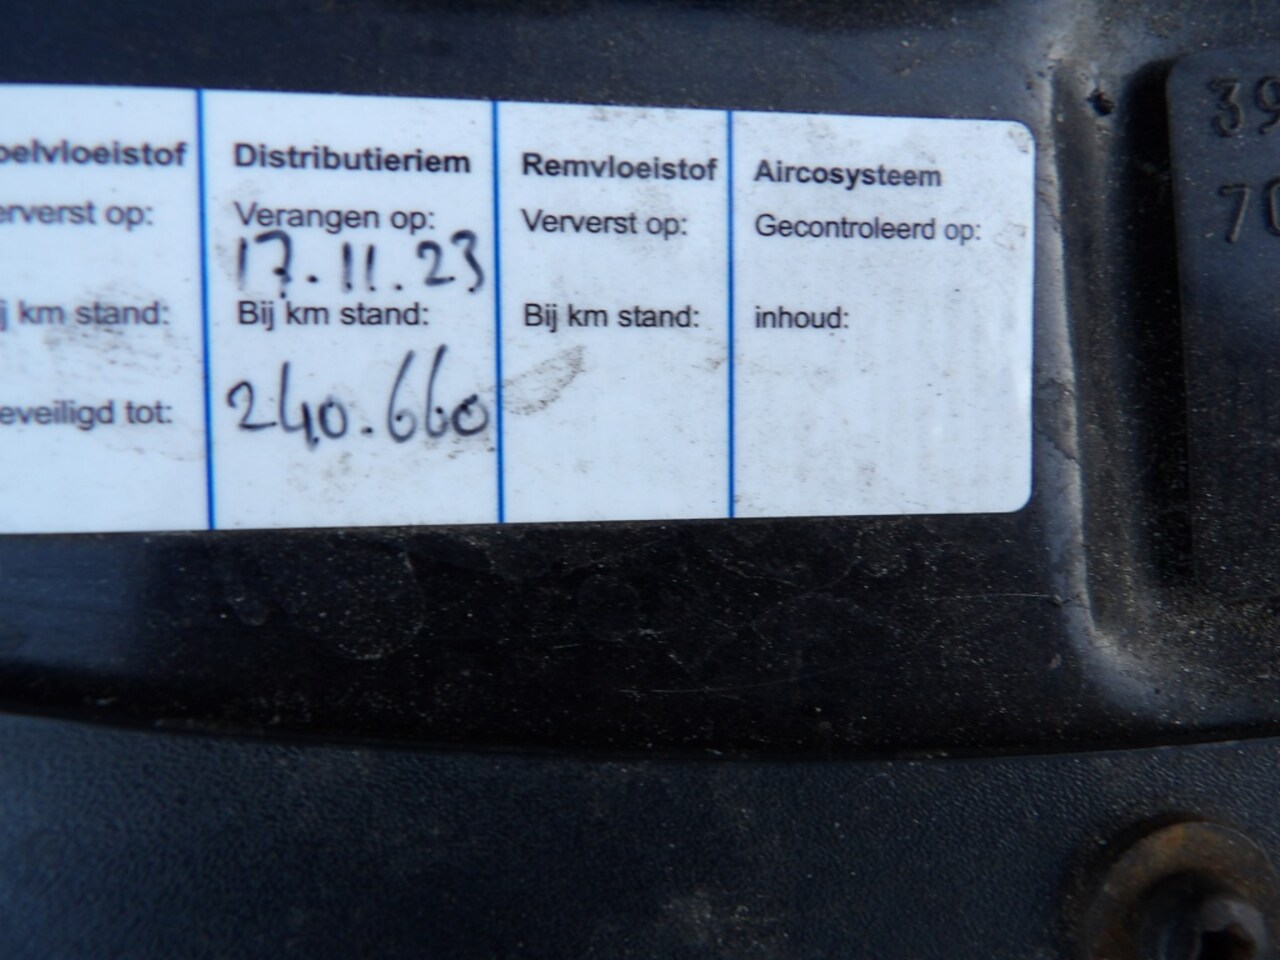 oelvloeistof
erverst op:
j km stand:
eveiligd tot:
Distributieriem
Verangen op:
17.11.23
Bij km stand:
240.660
Remvloeistof
Ververst op:
Bij km stand:
Aircosysteem
Gecontroleerd op:
inhoud:
39
70